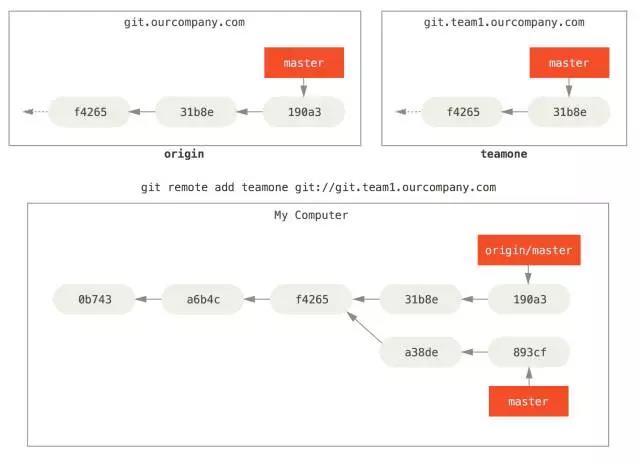 git.ourcompany.com
master
f4265
31b8e
190a3
origin
git.team1.ourcompany.com
master
f4265
31b8e
teamone
git remote add teamone git://git.team1.ourcompany.com
My Computer
origin/master
0b743
a6b4c
f4265
31b8e
190a3
a38de
893cf
master